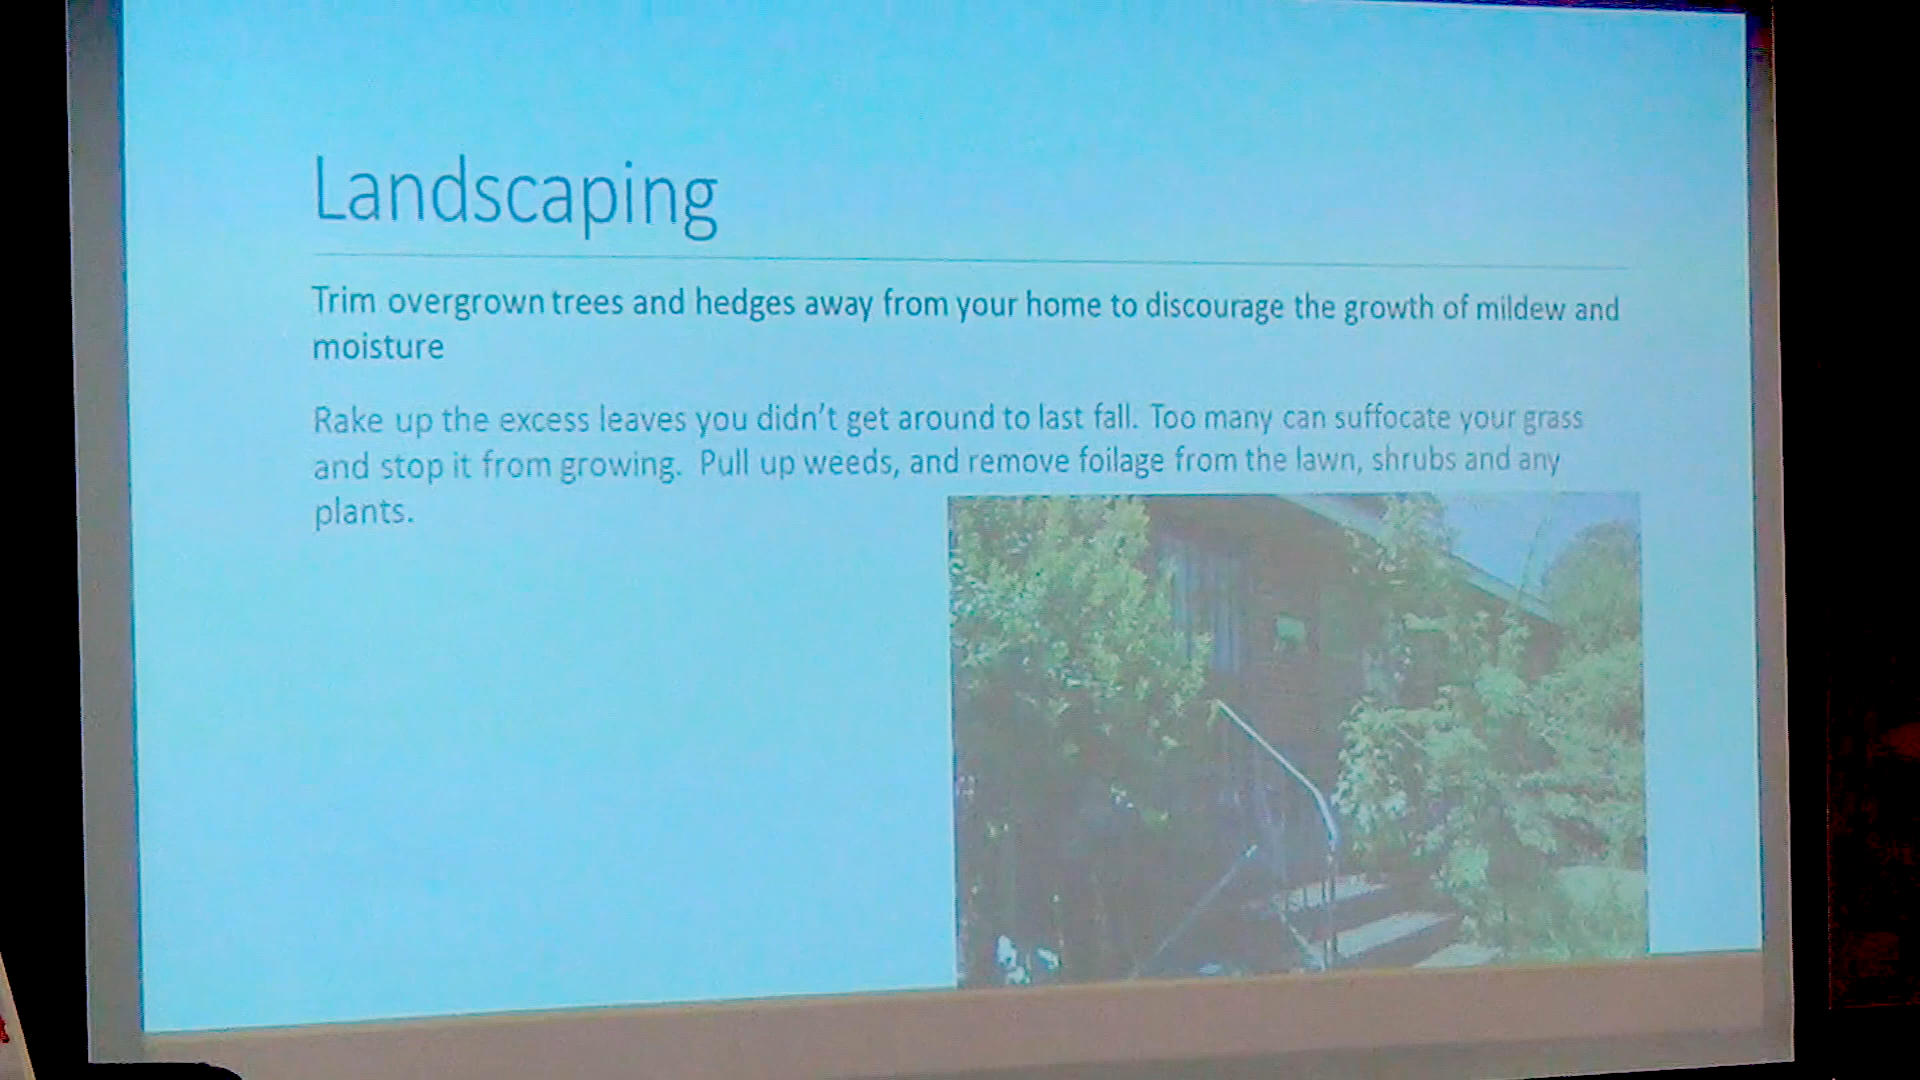 Landscaping
Trim overgrown trees and hedges away from your home to discourage the growth of mildew and
moisture
Rake up the excess leaves you didn't get around to last fall. Too many can suffocate your grass
and stop it from growing. Pull up weeds, and remove foilage from the lawn, shrubs and any
plants.